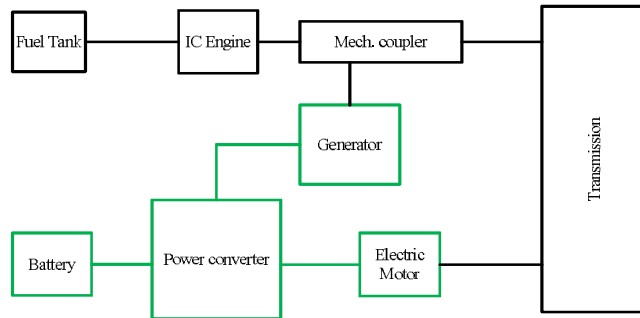 Fuel Tank
IC Engine
Mech. coupler
Generator
Transmission
Battery
Power converter
Electric
Motor